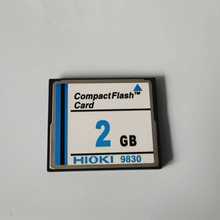 CompactFlash™
Card
2 GB
HIOKI 9830